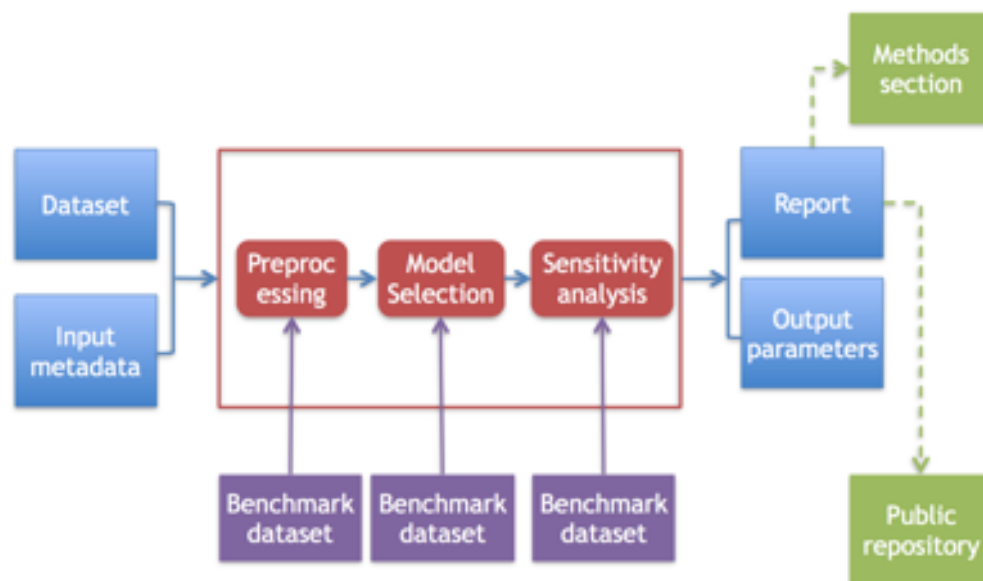 Methods
section
Dataset
Report
Preproc
essing
Model
Selection
Sensitivity
analysis
Input
metadata
Output
parameters
Benchmark
dataset
Benchmark
dataset
Benchmark
dataset
Public
repository